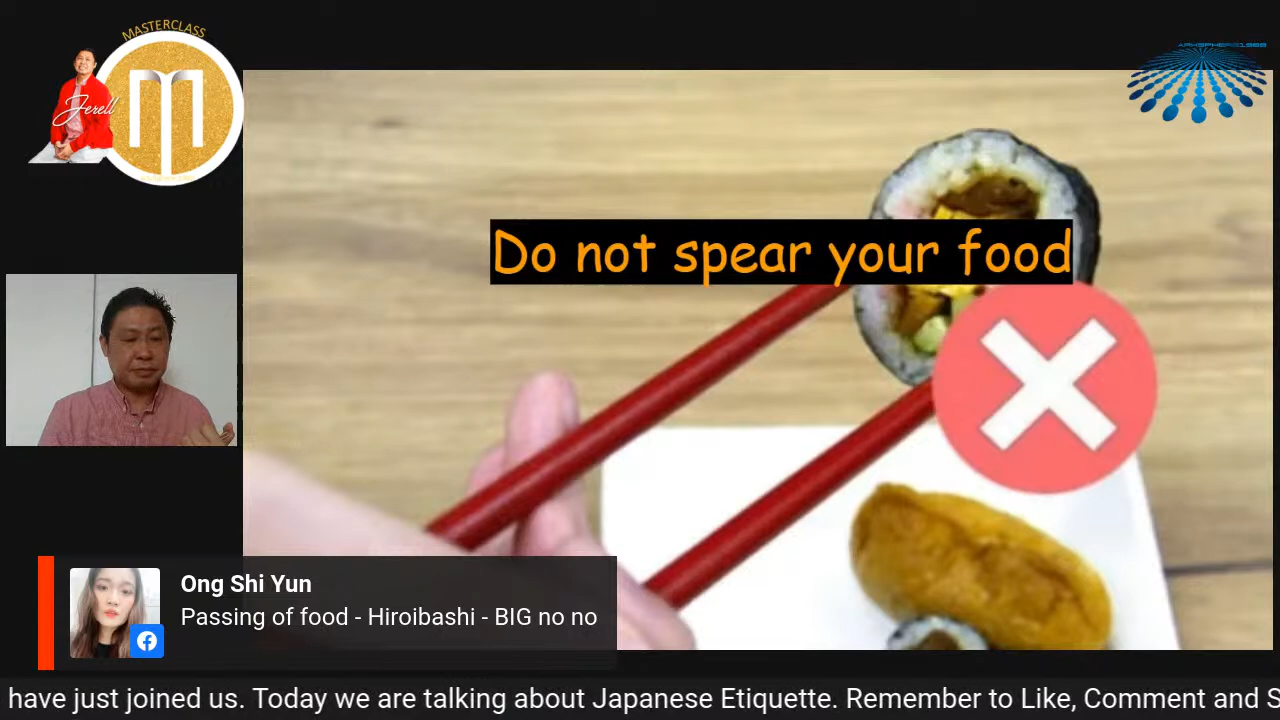 MASTERCLASS
Jerell
Do not spear your food
Ong Shi Yun
Passing of food - Hiroibashi - BIG no no
have just joined us. Today we are talking about Japanese Etiquette. Remember to Like, Comment and S